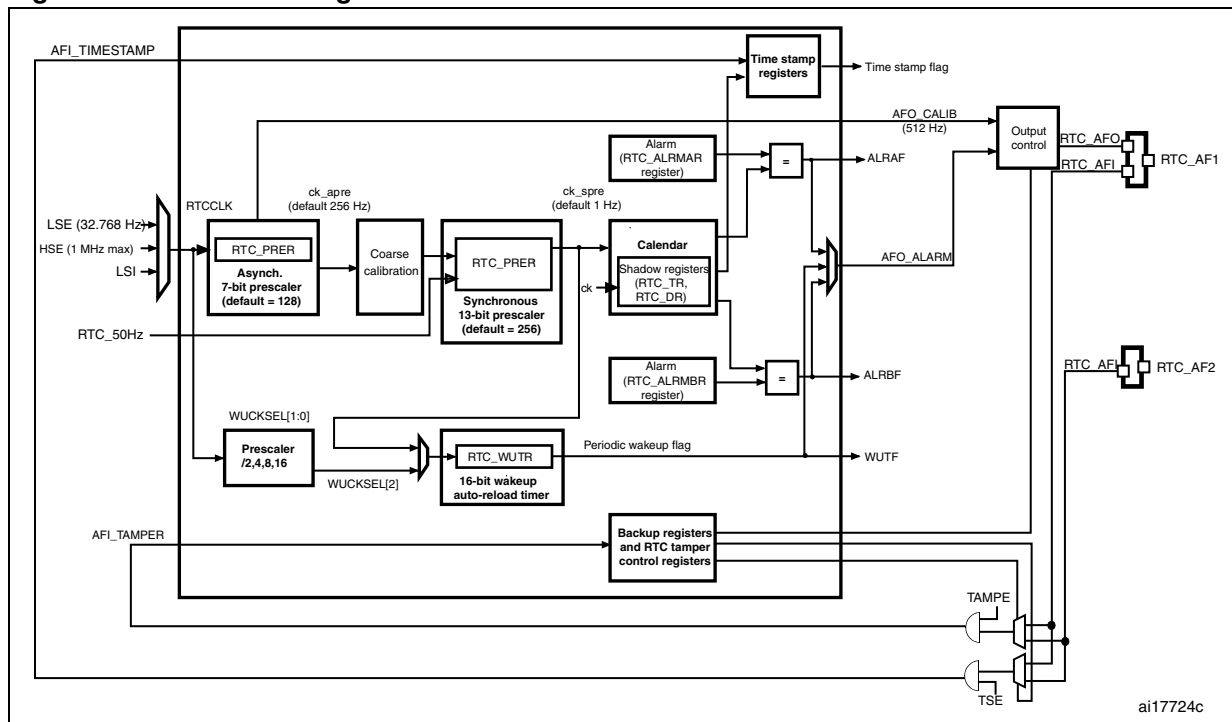 AFI_TIMESTAMP
Time stamp
registers
Time stamp flag
AFO_CALIB
(512 Hz)
Output
control
RTC_AFO
RTC_AFI
RTC_AF1
Alarm
(RTC_ALRMAR
register)
=
ALRAF
RTCCLK
ck_apre
(default 256 Hz)
ck_spre
(default 1 Hz)
LSE (32.768 Hz)
HSE (1 MHz max)
LSI
RTC_PRER
Asynch.
7-bit prescaler
(default = 128)
Coarse
calibration
RTC_PRER
Synchronous
13-bit prescaler
(default = 256)
Calendar
Shadow registers
(RTC_TR,
RTC_DR)
ck
AFO_ALARM
RTC_50Hz
Alarm
(RTC_ALRMBR
register)
=
ALRBF
RTC_AFI
RTC_AF2
WUCKSEL[1:0]
Prescaler
/2,4,8,16
WUCKSEL[2]
RTC_WUTR
16-bit wakeup
auto-reload timer
Periodic wakeup flag
WUTF
AFI_TAMPER
Backup registers
and RTC tamper
control registers
TAMPE
TSE
ai17724c